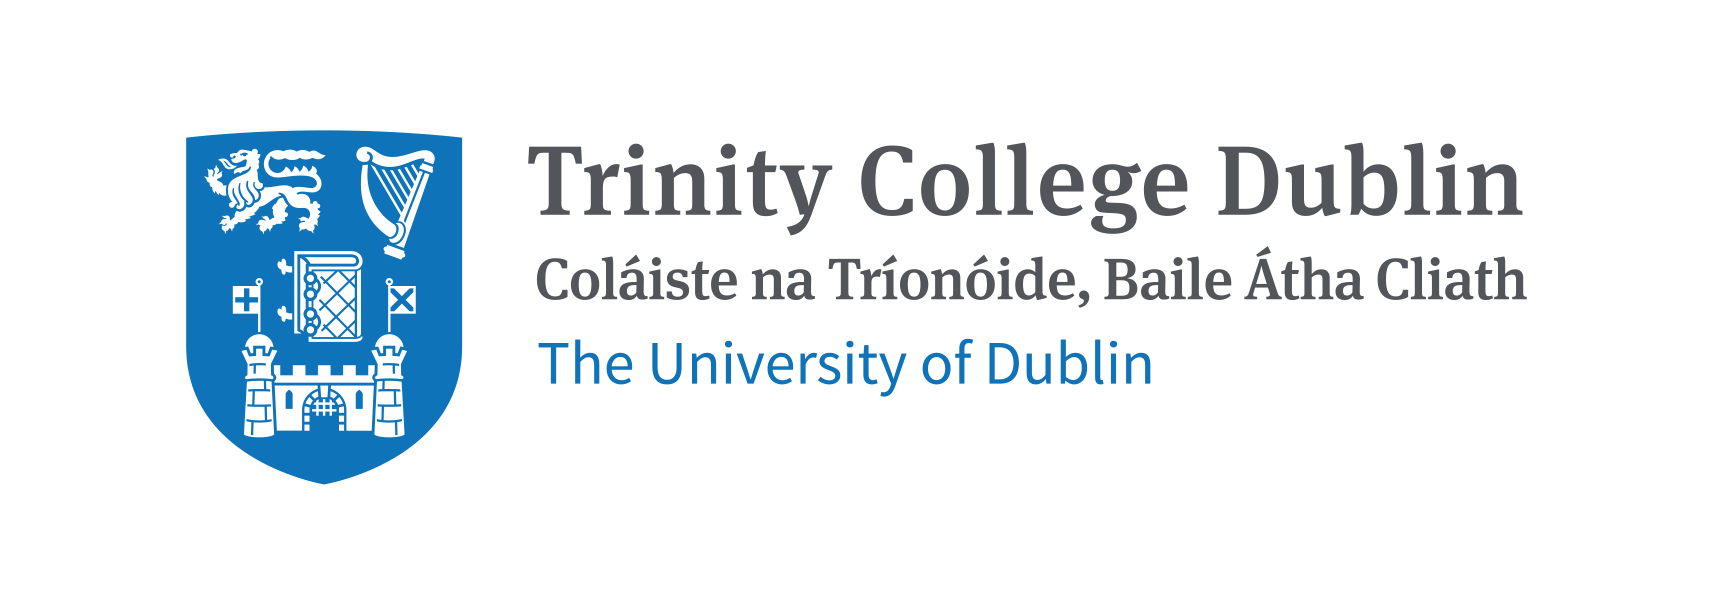 Trinity College Dublin
Coláiste na Tríonóide, Baile Átha Cliath
The University of Dublin